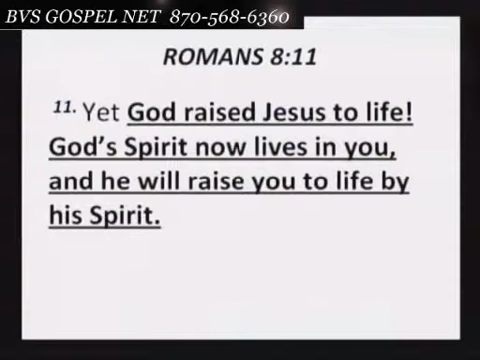 BVS GOSPEL NET 870-568-6360
ROMANS 8:11
11. Yet God raised Jesus to life!
God's Spirit now lives in you,
and he will raise you to life by
his Spirit.